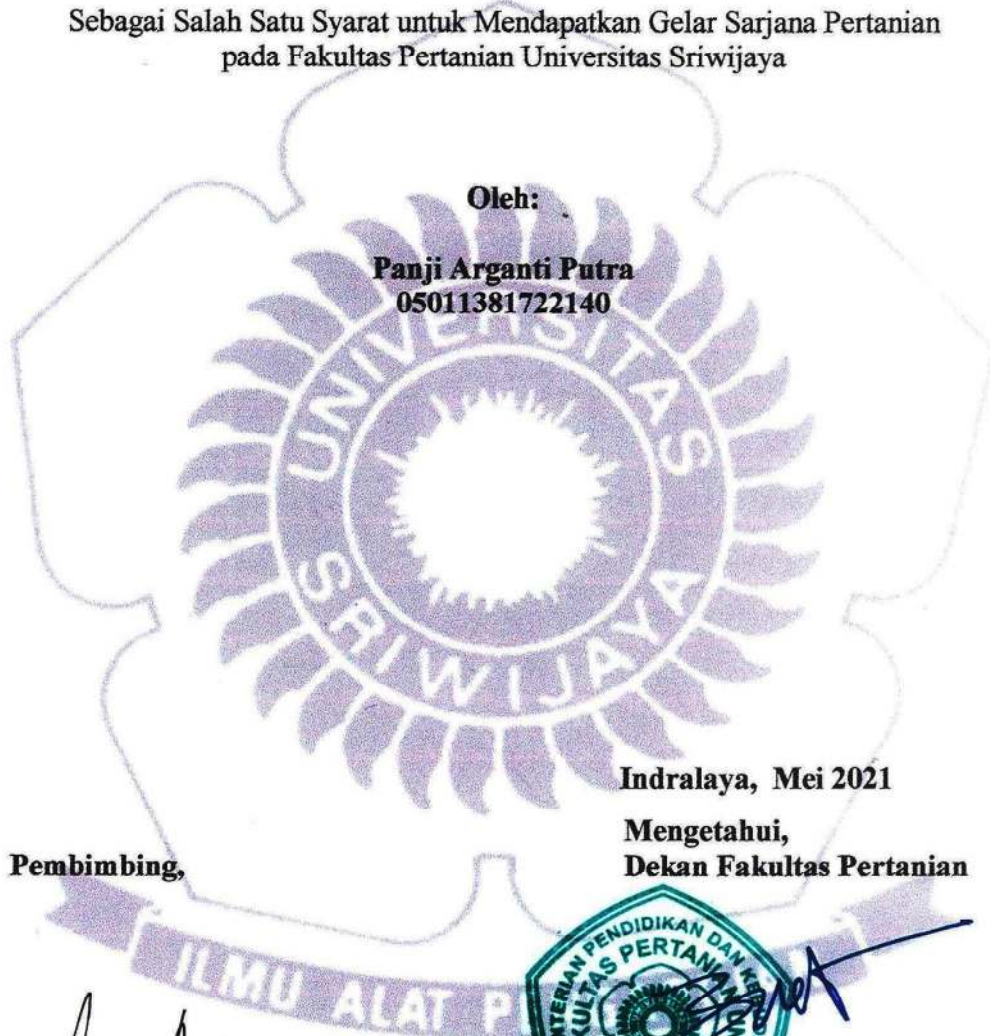 Sebagai Salah Satu Syarat untuk Mendapatkan Gelar Sarjana Pertanian
pada Fakultas Pertanian Universitas Sriwijaya
Oleh:
Panji Arganti Putra
05011381722140
UNIVERSITAS
SRIWIJAYA
Indralaya, Mei 2021
Mengetahui,
Pembimbing,
Dekan Fakultas Pertanian
ILMU ALAT
PENDIDIKAN DAN
PERTANIAN